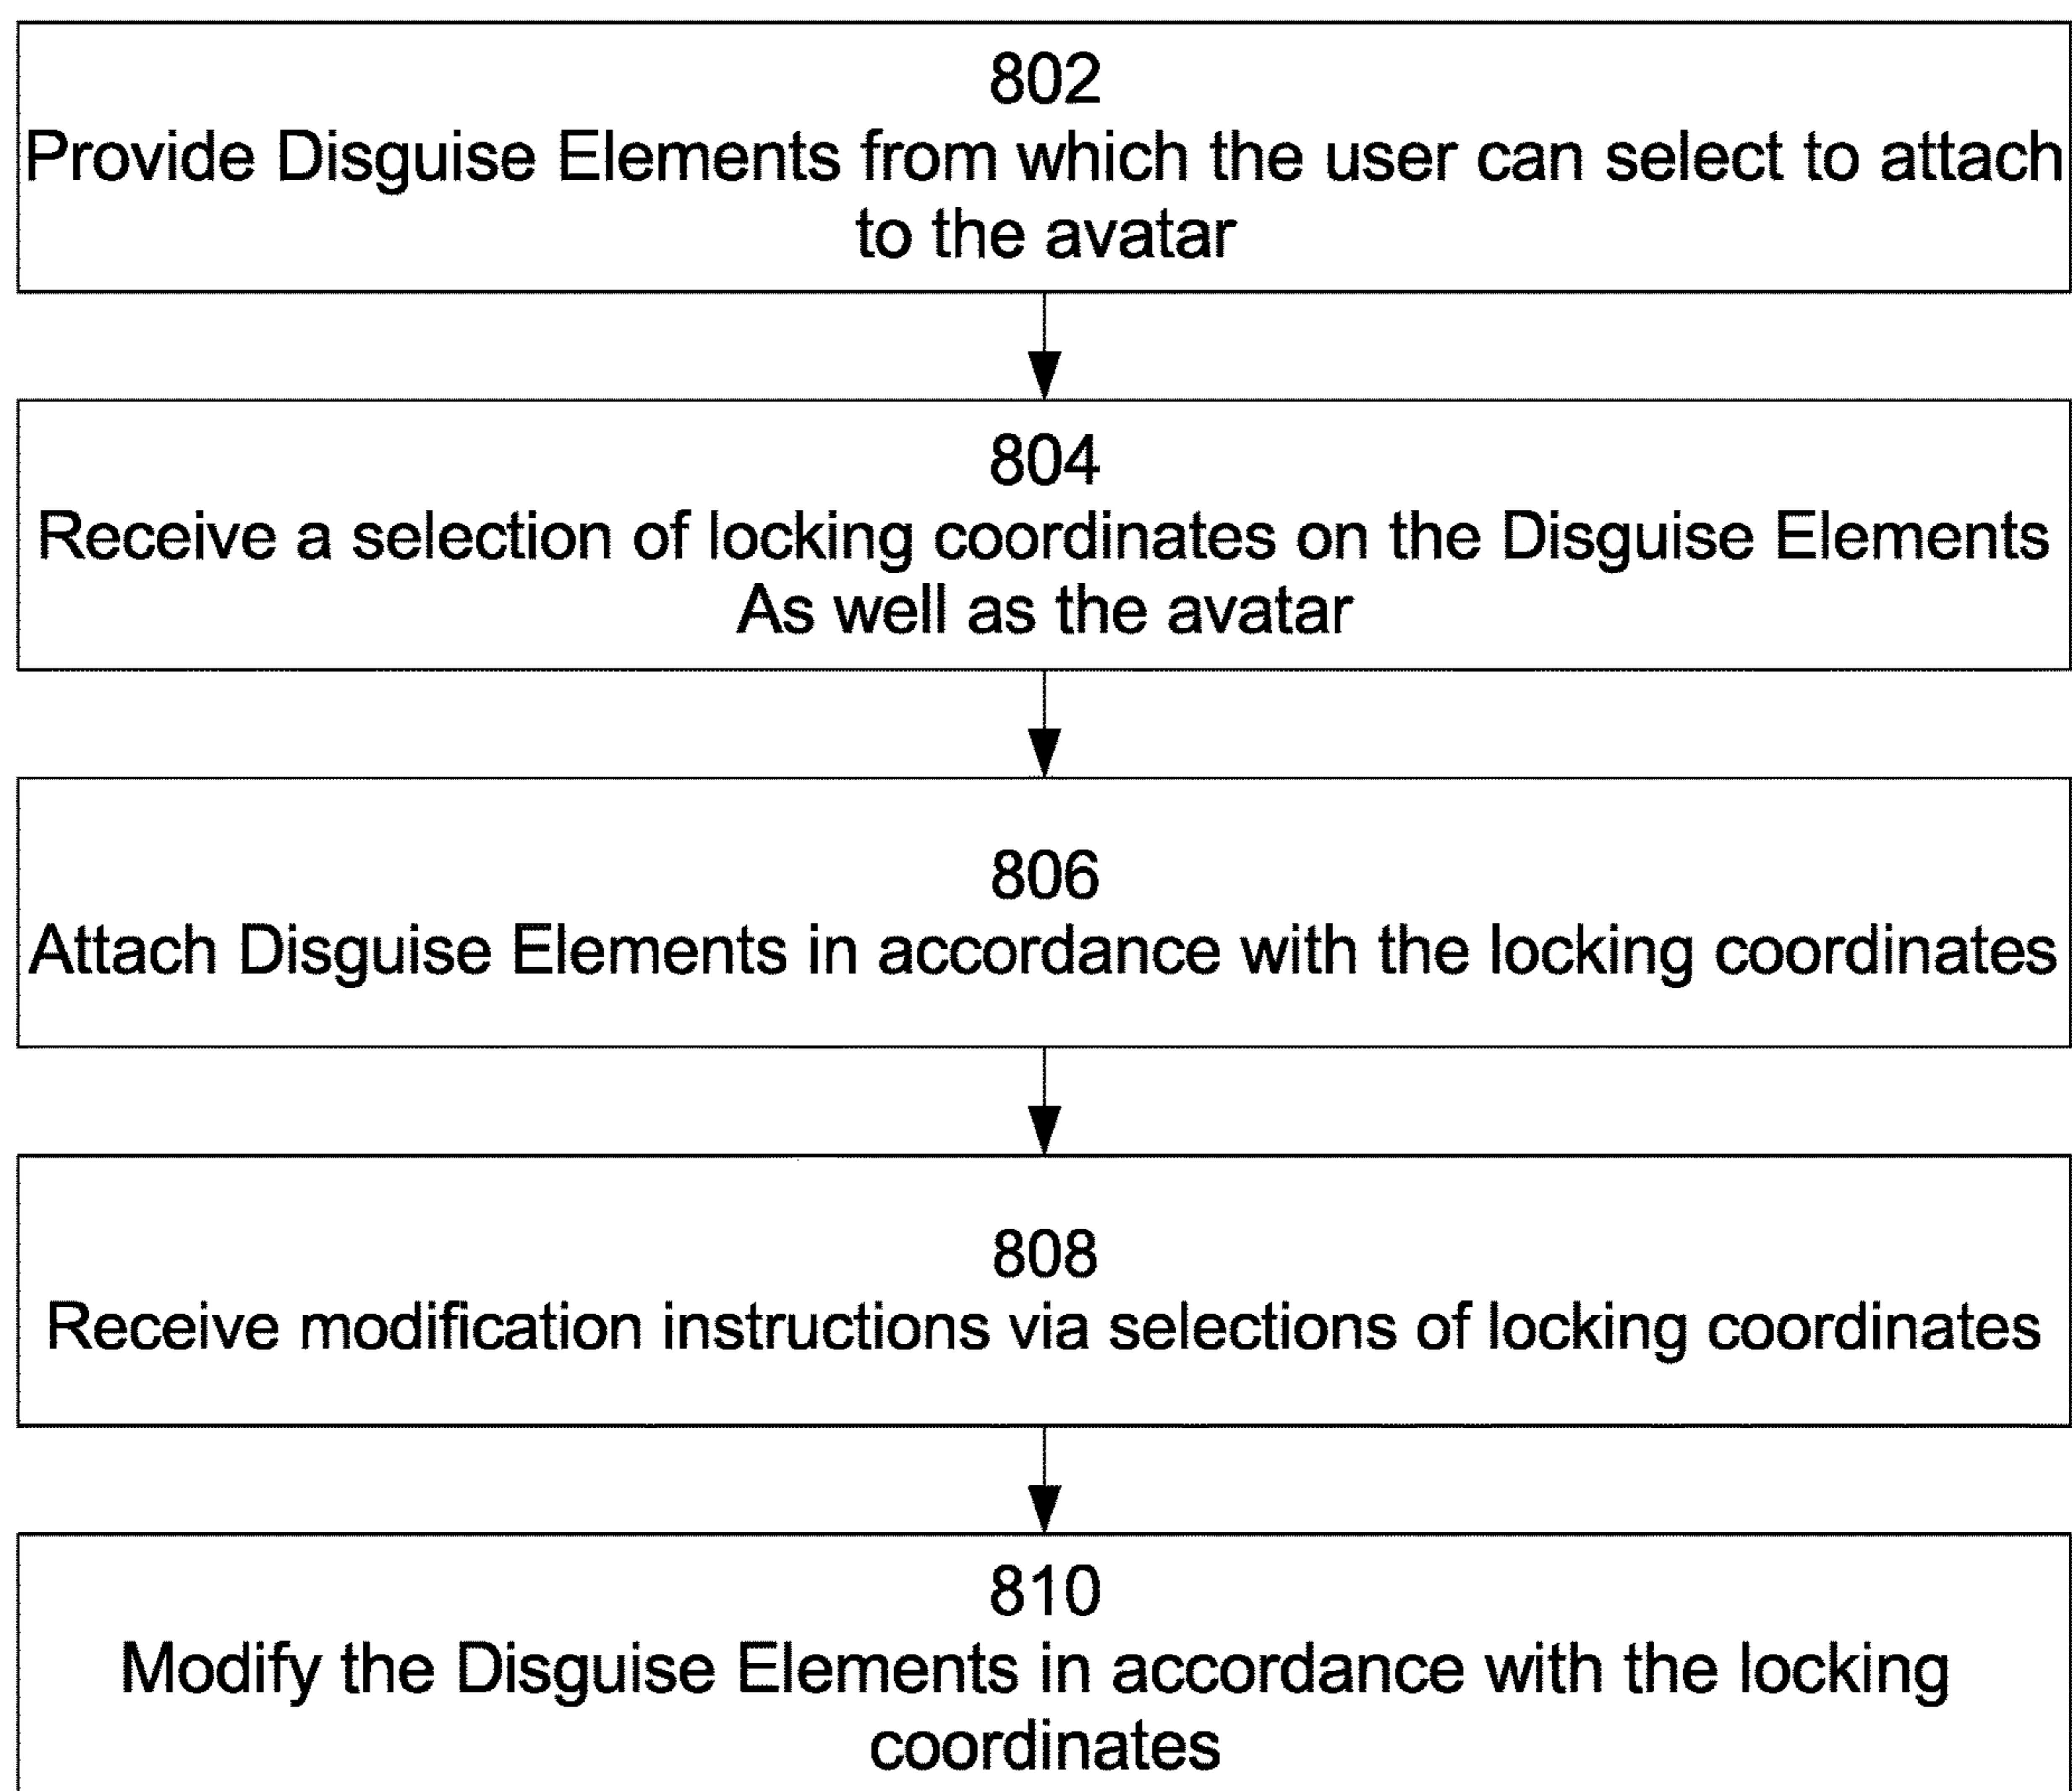 802
Provide Disguise Elements from which the user can select to attach
to the avatar
804
Receive a selection of locking coordinates on the Disguise Elements
As well as the avatar
806
Attach Disguise Elements in accordance with the locking coordinates
808
Receive modification instructions via selections of locking coordinates
810
Modify the Disguise Elements in accordance with the locking
coordinates